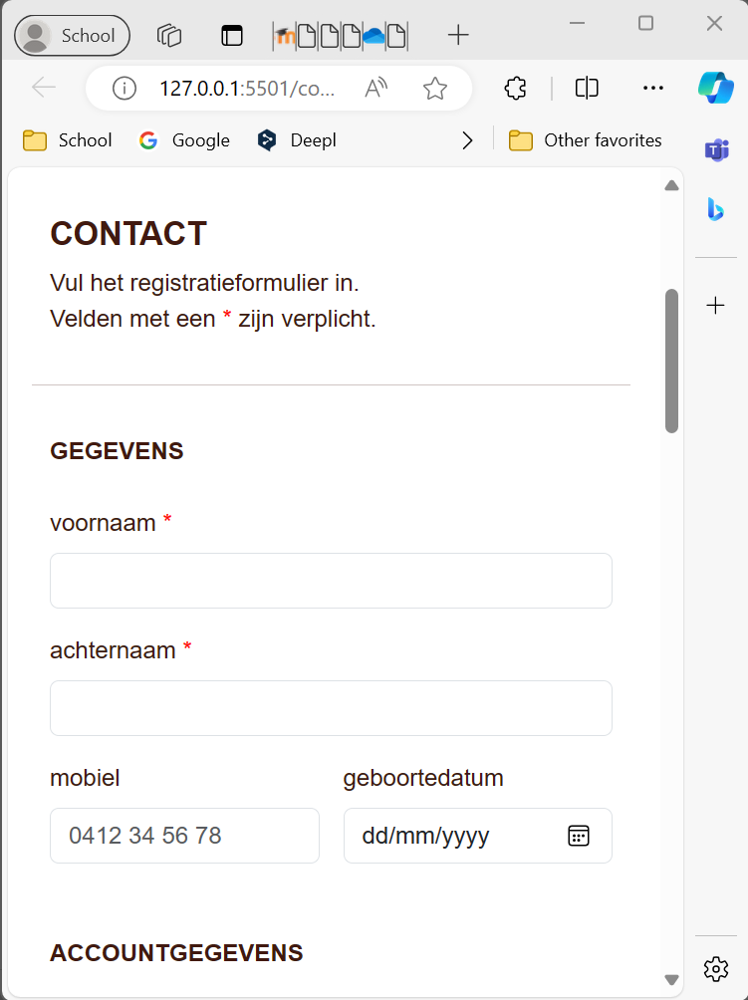 School
127.0.0.1:5501/co...
School Google Deepl Other favorites
CONTACT
Vul het registratieformulier in.
Velden met een * zijn verplicht.
GEGEVENS
voornaam *
achternaam *
mobiel geboortedatum
0412 34 56 78 dd/mm/yyyy
ACCOUNTGEGEVENS